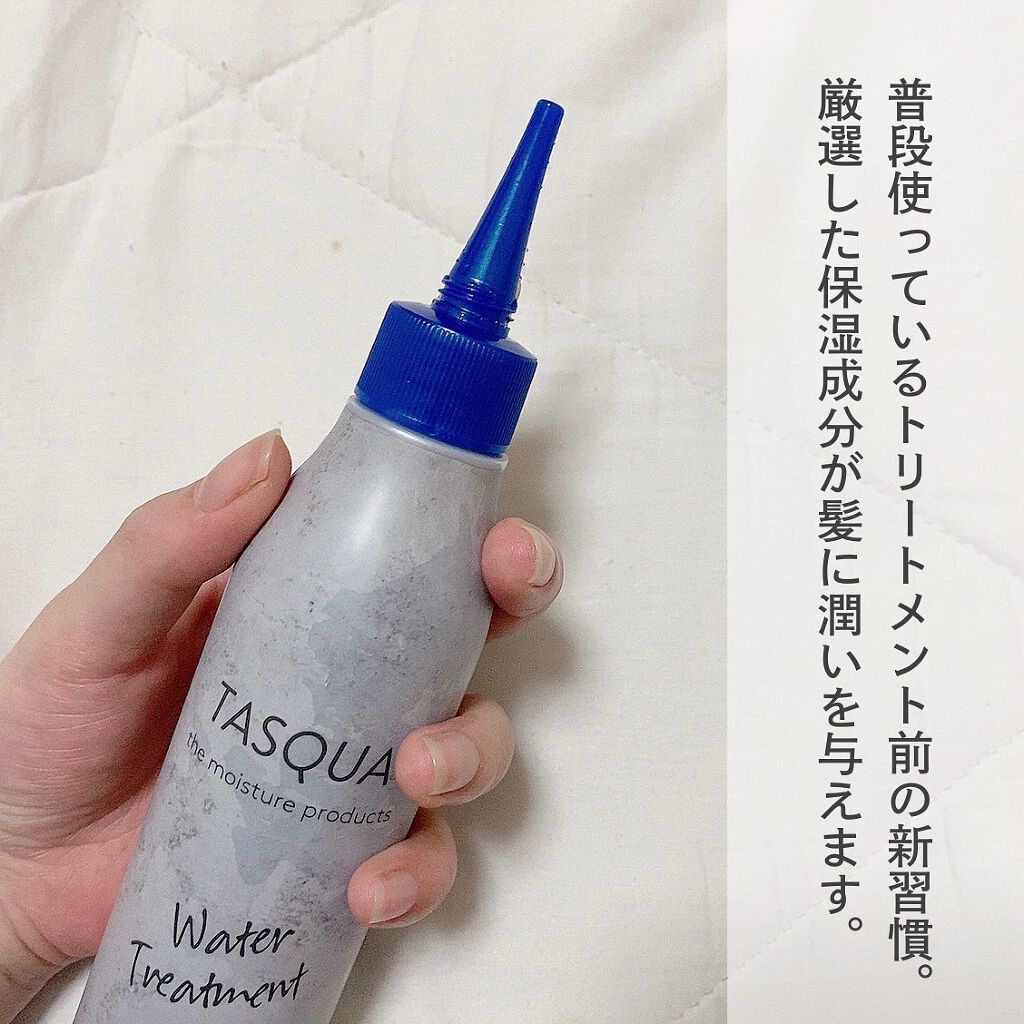 普段使っているトリートメント前の新習慣。
厳選した保湿成分が髪に潤いを与えます。
TASQUA
the moisture products
Water
Treatment